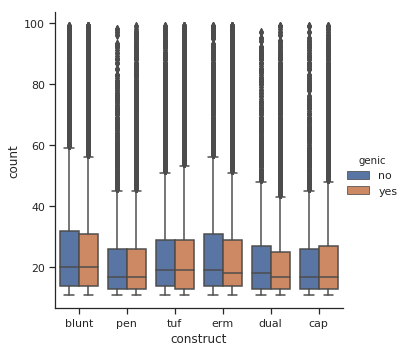 100
80
60
40
20
count
blunt pen tuf erm dual cap
construct
genic
no
yes